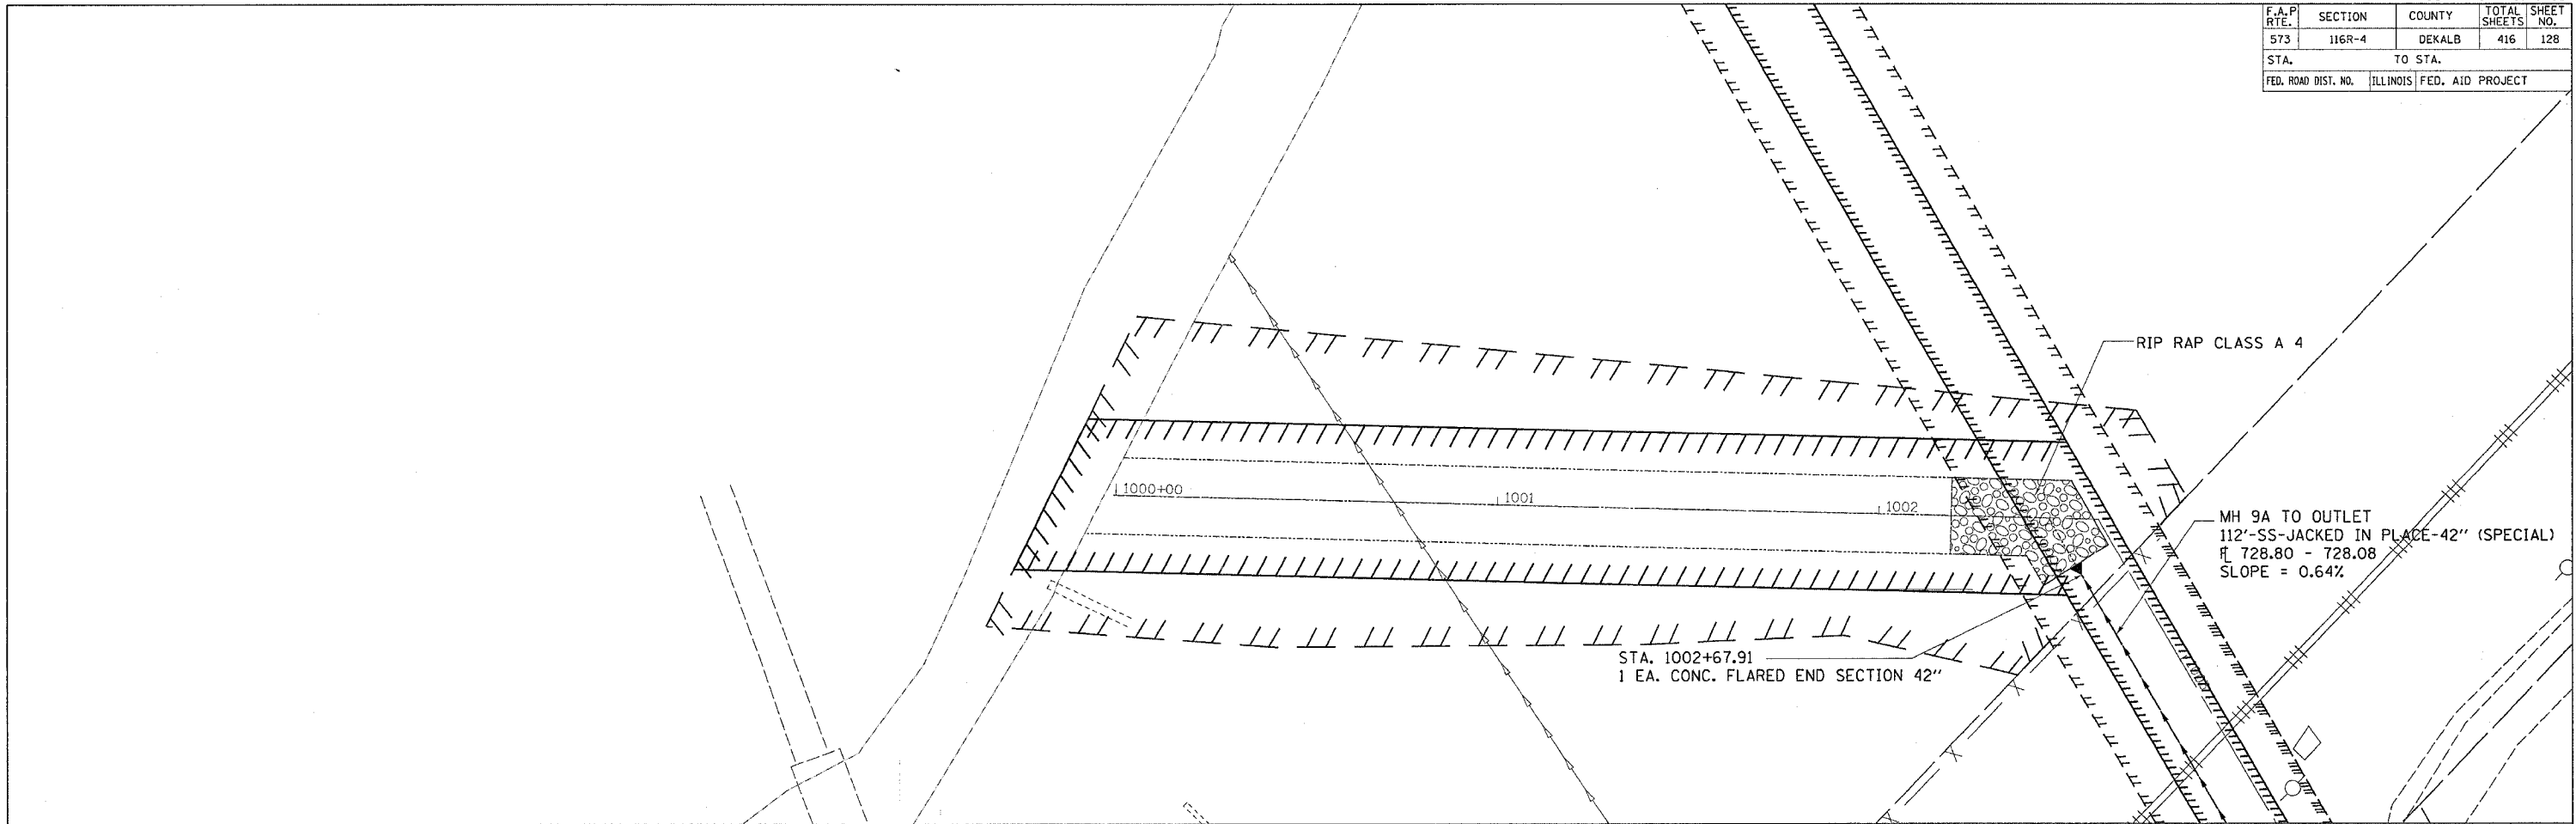 F.A.P RTE. SECTION COUNTY TOTAL SHEETS SHEET NO.
573 116R-4 DEKALB 416 128
STA. TO STA.
FED. ROAD DIST. NO. ILLINOIS FED. AID PROJECT
RIP RAP CLASS A 4
1000+00
1001
1002
MH 9A TO OUTLET
112'-SS-JACKED IN PLACE-42" (SPECIAL)
FL 728.80 - 728.08
SLOPE = 0.64%
STA. 1002+67.91
1 EA. CONC. FLARED END SECTION 42"